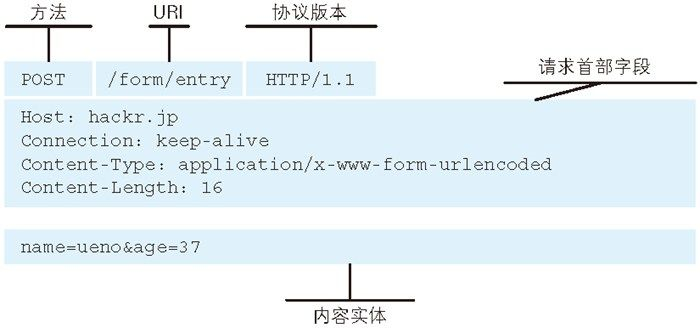 方法 URI 协议版本
POST /form/entry HTTP/1.1
请求首部字段
Host: hackr.jp
Connection: keep-alive
Content-Type: application/x-www-form-urlencoded
Content-Length: 16
name=ueno&age=37
内容实体